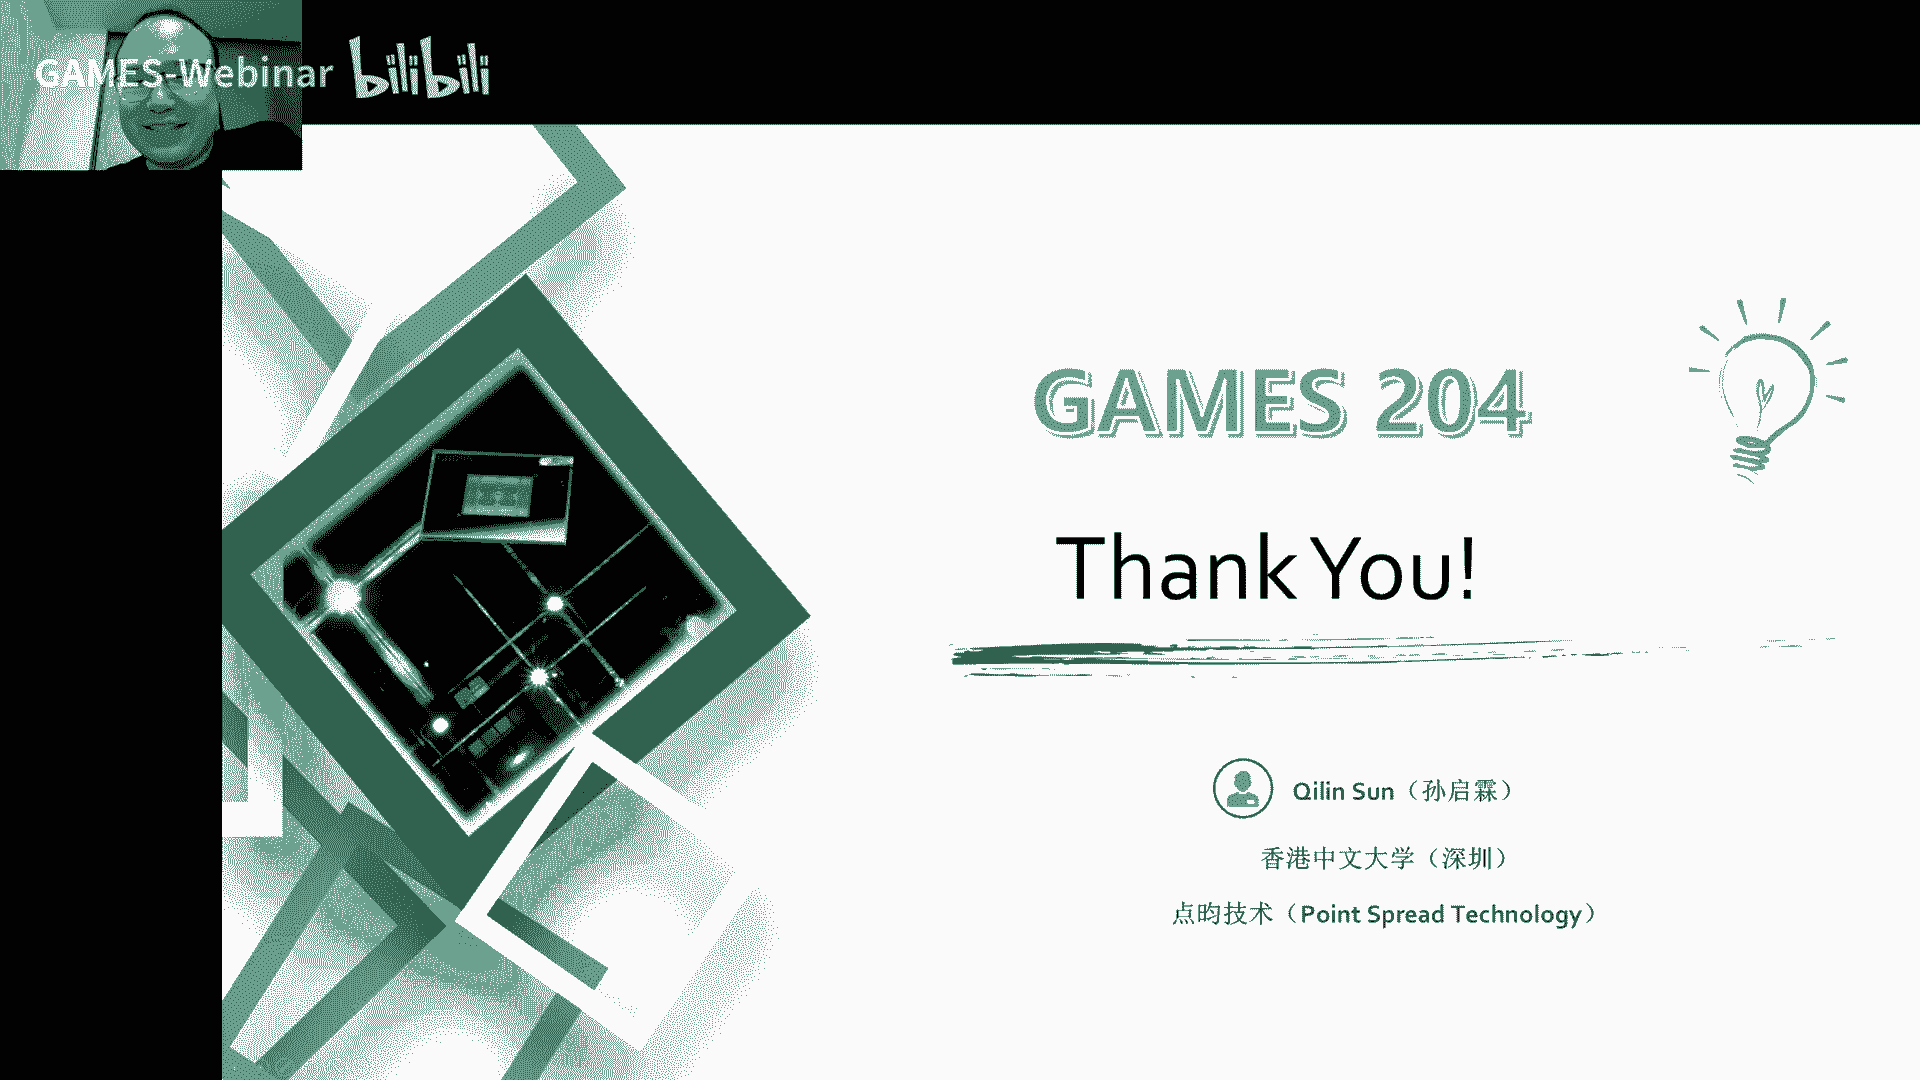 GAMES-Webinar bilibili
GAMES 204
Thank You!
Qilin Sun（孙启霖）
香港中文大学（深圳）
点昀技术（Point Spread Technology）